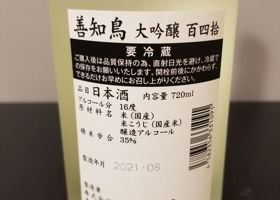 善知鳥 大吟醸 百四拾
要冷蔵
ご購入後は品質保持の為、直射日光を避け、冷蔵で
の保存をお願いいたします。開栓前後にかかわらず、
できるだけお早めにお召し上がりください。
品目 日本酒 内容量 720ml
アルコール分 16度
原材料名 米(国産)
米こうじ(国産米)
醸造アルコール
精米歩合 35%
製造年月 2021・08
製造者
株式会